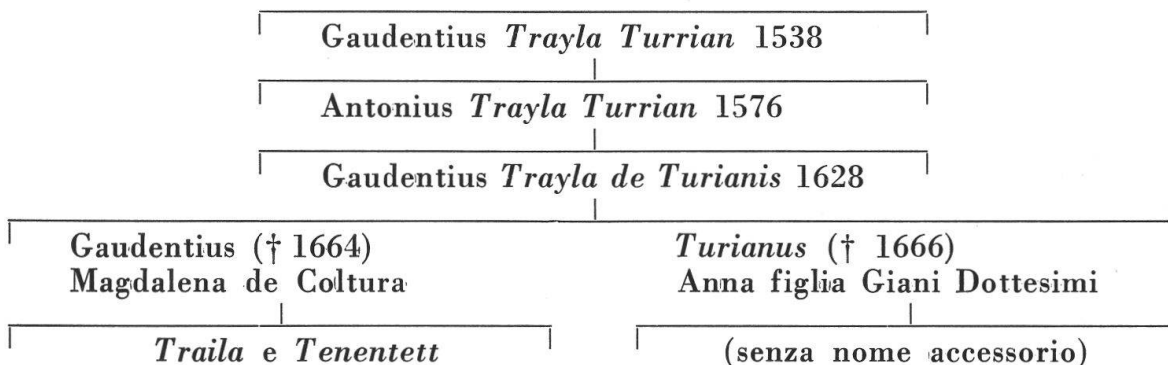 Gaudentius Trayla Turrian 1538
Antonius Trayla Turrian 1576
Gaudentius Trayla de Turianis 1628
Gaudentius († 1664)
Magdalena de Coltura
Turianus († 1666)
Anna figlia Giani Dottesimi
Traila e Tenentett
(senza nome accessorio)